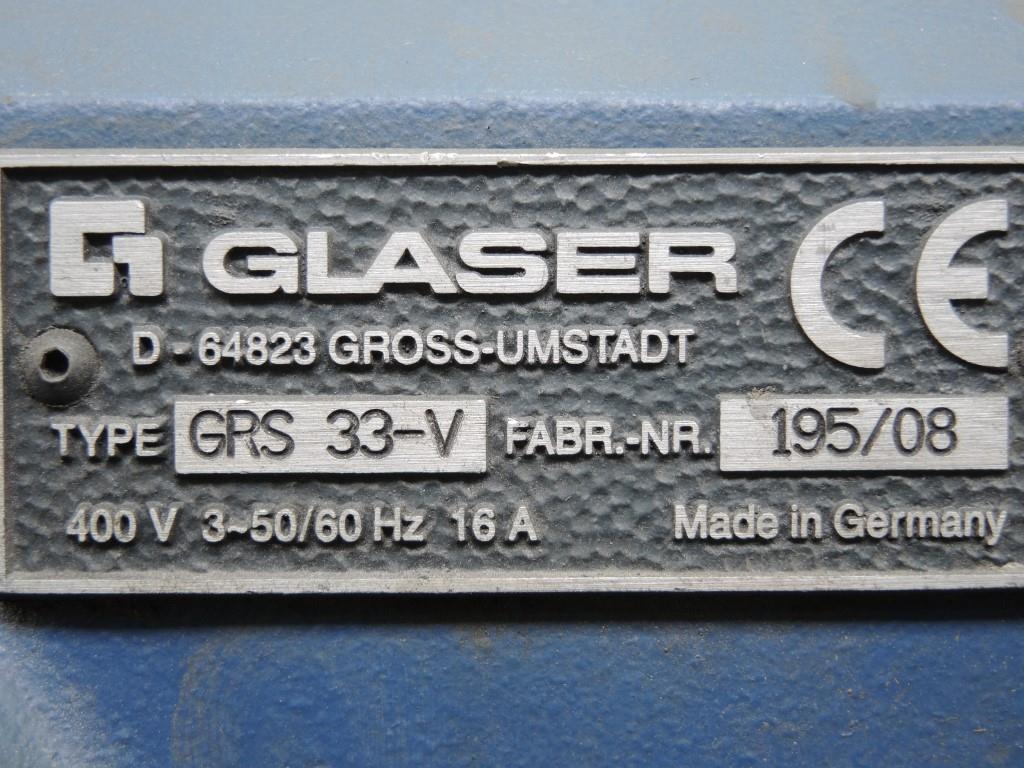 GLASER
CE
D - 64823 GROSS-UMSTADT
TYPE GRS 33-V FABR.-NR. 195/08
400 V 3~50/60 Hz 16 A Made in Germany